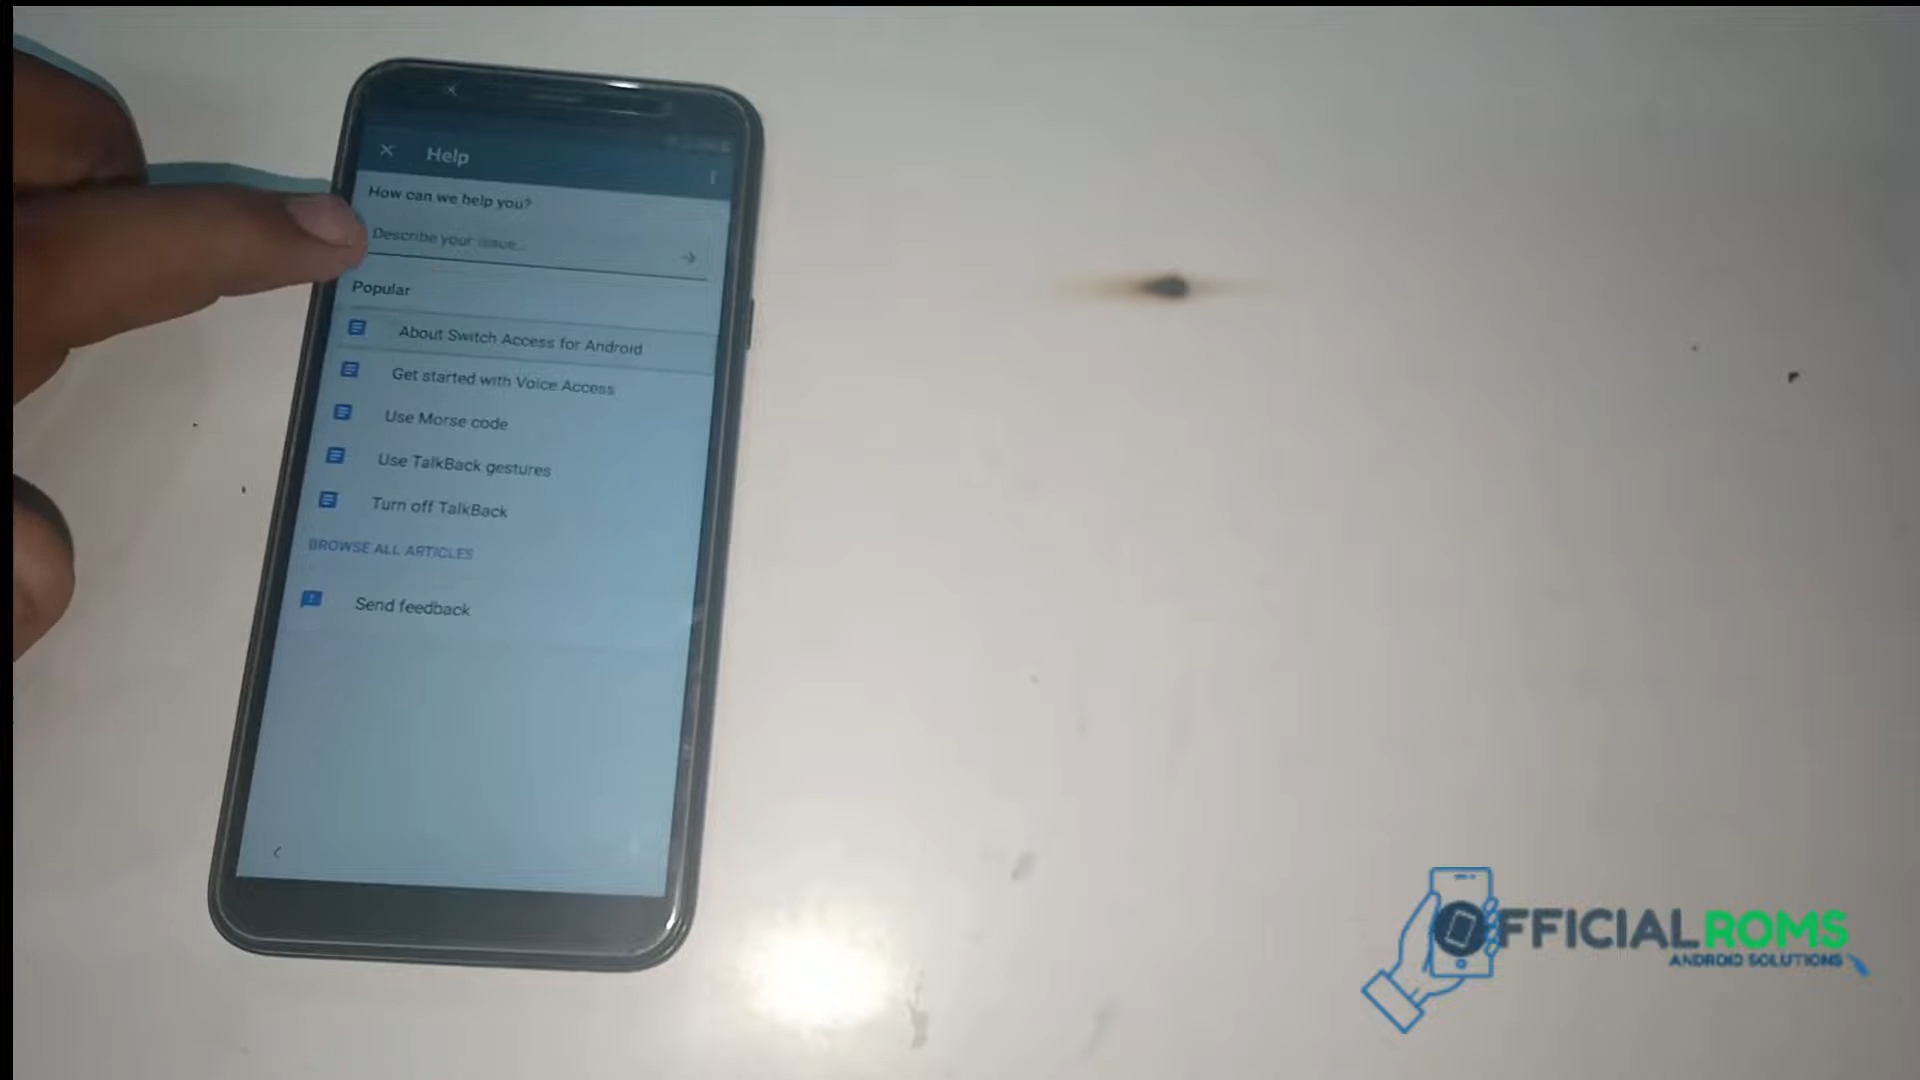 Help
How can we help you?
Describe your issue...
Popular
About Switch Access for Android
Get started with Voice Access
Use Morse code
Use TalkBack gestures
Turn off TalkBack
BROWSE ALL ARTICLES
Send feedback
OFFICIALROMS
ANDROID SOLUTIONS